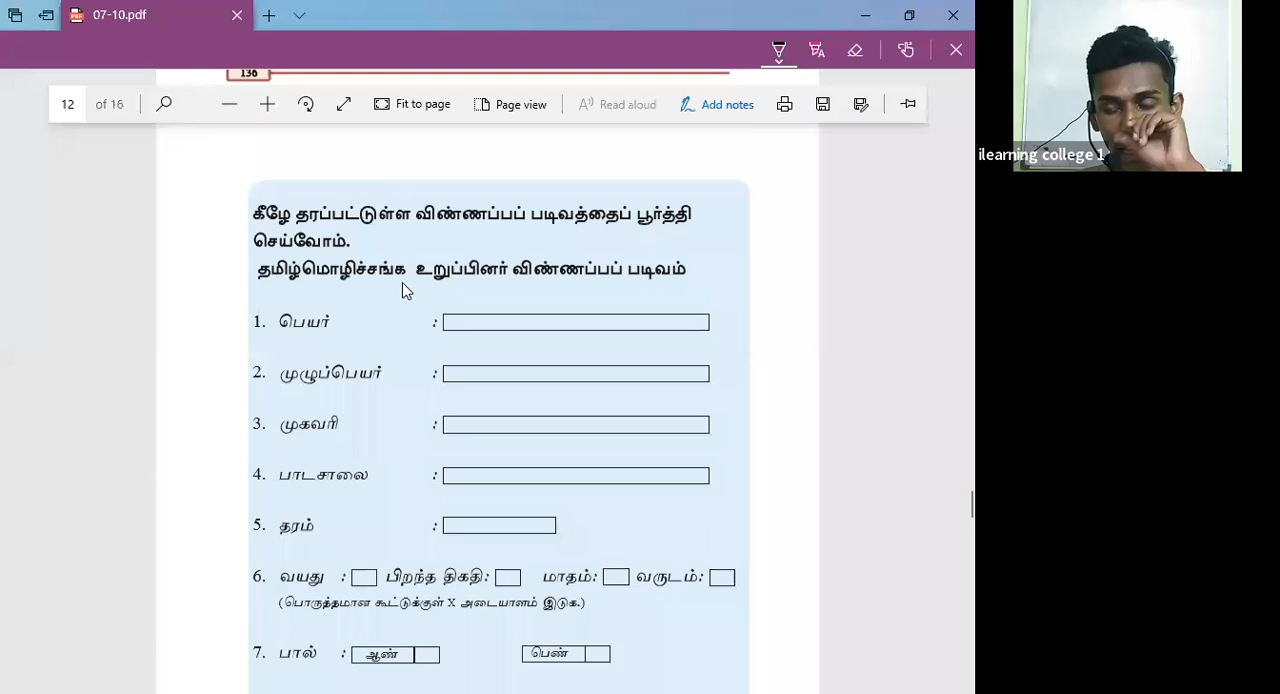 07-10.pdf
136
12 of 16 Fit to page Page view Read aloud Add notes
ilearning college 1
கீழே தரப்பட்டுள்ள விண்ணப்பப் படிவத்தைப் பூர்த்தி
செய்வோம்.
தமிழ்மொழிச்சங்க உறுப்பினர் விண்ணப்பப் படிவம்
1. பெயர் :
2. முழுப்பெயர் :
3. முகவரி :
4. பாடசாலை :
5. தரம் :
6. வயது : பிறந்த திகதி: மாதம்: வருடம்:
(பொருத்தமான கூட்டுக்குள் X அடையாளம் இடுக.)
7. பால் : ஆண் பெண்